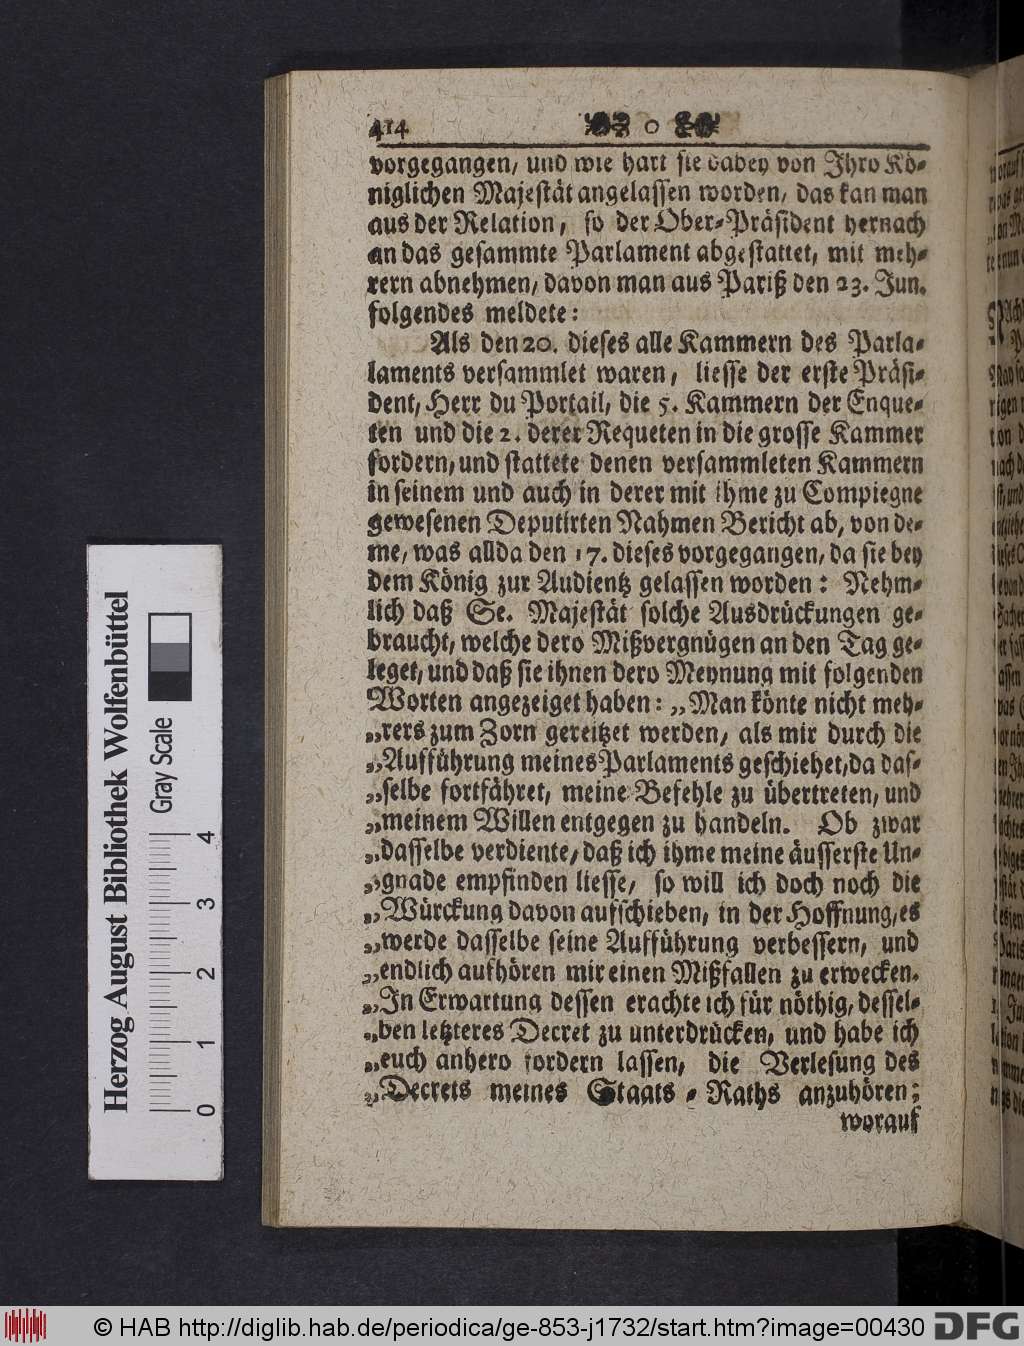 414
vorgegangen, und wie hart sie dabey von Ihro Kö-
niglichen Majestät angelassen worden, das kan man
aus der Relation, so der Ober-Präsident hernach
an das gesammte Parlament abgestattet, mit meh-
rern abnehmen, davon man aus Pariß den 23. Jun.
folgendes meldete:
Als den 20. dieses alle Kammern des Parla-
laments versammlet waren, liesse der erste Präsi-
dent, Herr du Portail, die 5. Kammern der Enque-
ten und die 2. derer Requeten in die grosse Kammer
fordern, und stattete denen versammleten Kammern
in seinem und auch in derer mit ihme zu Compiegne
gewesenen Deputirten Nahmen Bericht ab, von de-
me, was allda den 17. dieses vorgegangen, da sie bey
dem König zur Audientz gelassen worden: Nehm-
lich daß Se. Majestät solche Ausdrückungen ge-
braucht, welche dero Mißvergnügen an den Tag ge-
leget, und daß sie ihnen dero Meynung mit folgenden
Worten angezeiget haben: „Man könte nicht meh-
„rers zum Zorn gereitzet werden, als mir durch die
„Aufführung meines Parlaments geschiehet, da das-
„selbe fortfähret, meine Befehle zu übertreten, und
„meinem Willen entgegen zu handeln. Ob zwar
„dasselbe verdiente, daß ich ihme meine äusserste Un-
„gnade empfinden liesse, so will ich doch noch die
„Würckung davon aufschieben, in der Hoffnung, es
„werde dasselbe seine Aufführung verbessern, und
„endlich aufhören mir einen Mißfallen zu erwecken.
„In Erwartung dessen erachte ich für nöthig, dessel-
„ben letzteres Decret zu unterdrücken, und habe ich
„euch anhero fordern lassen, die Verlesung des
„Decrets meines Staats-Raths anzuhören;
worauf
Herzog August Bibliothek Wolfenbüttel
Gray Scale
0 1 2 3 4
© HAB http://diglib.hab.de/periodica/ge-853-j1732/start.htm?image=00430
DFG